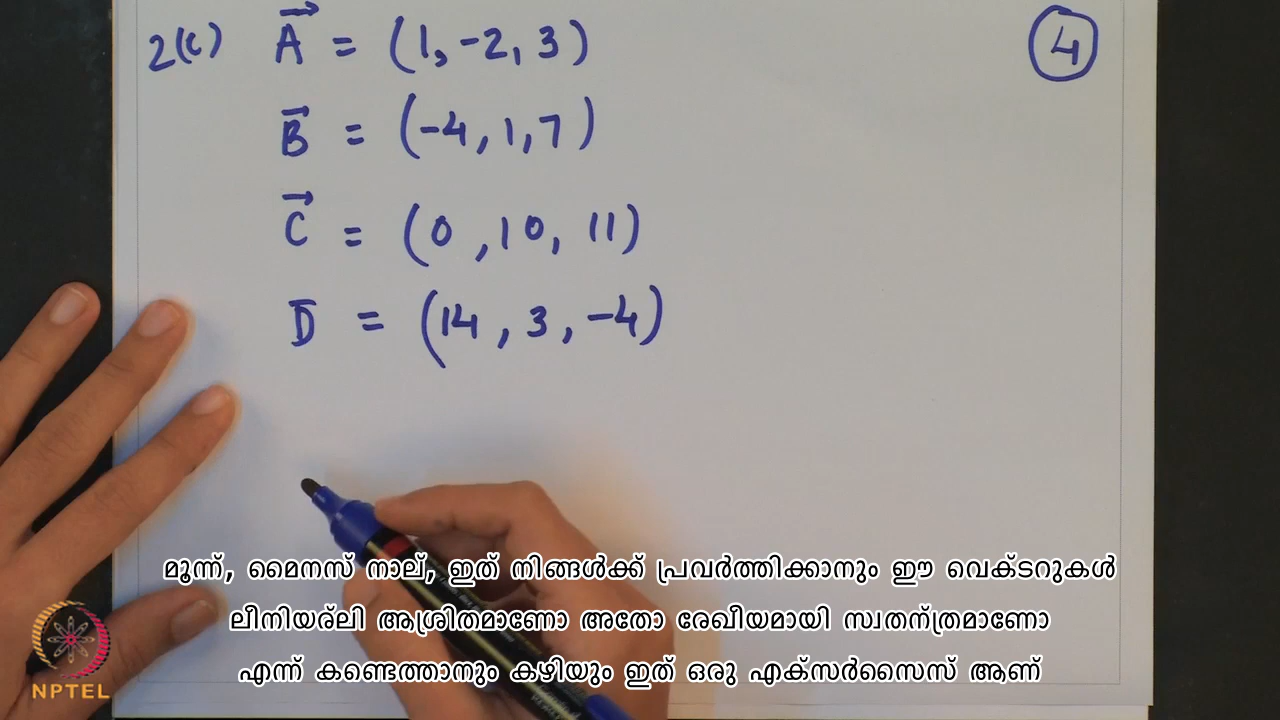 2(c) A⃗ = (1, -2, 3)
4
B⃗ = (-4, 1, 7)
C⃗ = (0, 10, 11)
D̅ = (14, 3, -4)
മൂന്ന്, മൈനസ് നാല്, ഇത് നിങ്ങൾക്ക് പ്രവർത്തിക്കാനും ഈ വെക്ടറുകൾ
ലീനിയര്ലി ആശ്രിതമാണോ അതോ രേഖീയമായി സ്വതന്ത്രമാണോ
എന്ന് കണ്ടെത്താനും കഴിയും ഇത് ഒരു എക്സർസൈസ് ആണ്
NPTEL